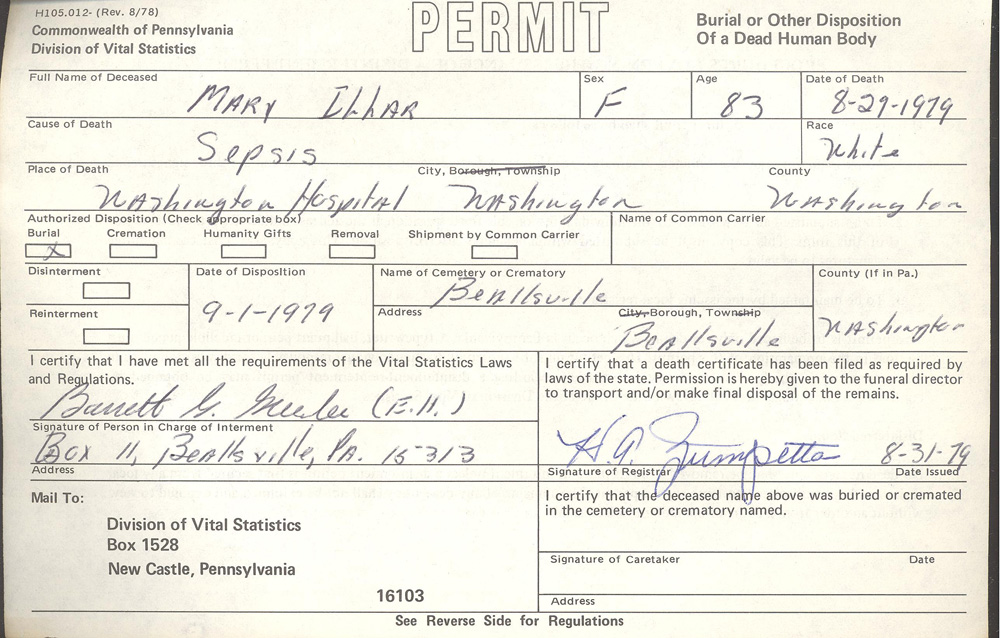 H105.012- (Rev. 8/78)
Commonwealth of Pennsylvania
Division of Vital Statistics
PERMIT
Burial or Other Disposition
Of a Dead Human Body
Full Name of Deceased
MARY ILLAR
Sex
F
Age
83
Date of Death
8-29-1979
Cause of Death
Sepsis
Race
White
Place of Death
Washington Hospital
City, Borough, Township
Washington
County
Washington
Authorized Disposition (Check appropriate box)
Burial Cremation Humanity Gifts Removal Shipment by Common Carrier
X
Name of Common Carrier
Disinterment
Reinterment
Date of Disposition
9-1-1979
Name of Cemetery or Crematory
Beallsville
Address
City, Borough, Township
Beallsville
County (If in Pa.)
Washington
I certify that I have met all the requirements of the Vital Statistics Laws
and Regulations.
Barrett G. (E.H.)
Signature of Person in Charge of Interment
Box 11, Beallsville, PA. 15313
Address
I certify that a death certificate has been filed as required by
laws of the state. Permission is hereby given to the funeral director
to transport and/or make final disposal of the remains.
H.A. Zumpetta 8-31-79
Signature of Registrar Date Issued
Mail To:
Division of Vital Statistics
Box 1528
New Castle, Pennsylvania
16103
I certify that the deceased name above was buried or cremated
in the cemetery or crematory named.
Signature of Caretaker Date
Address
See Reverse Side for Regulations